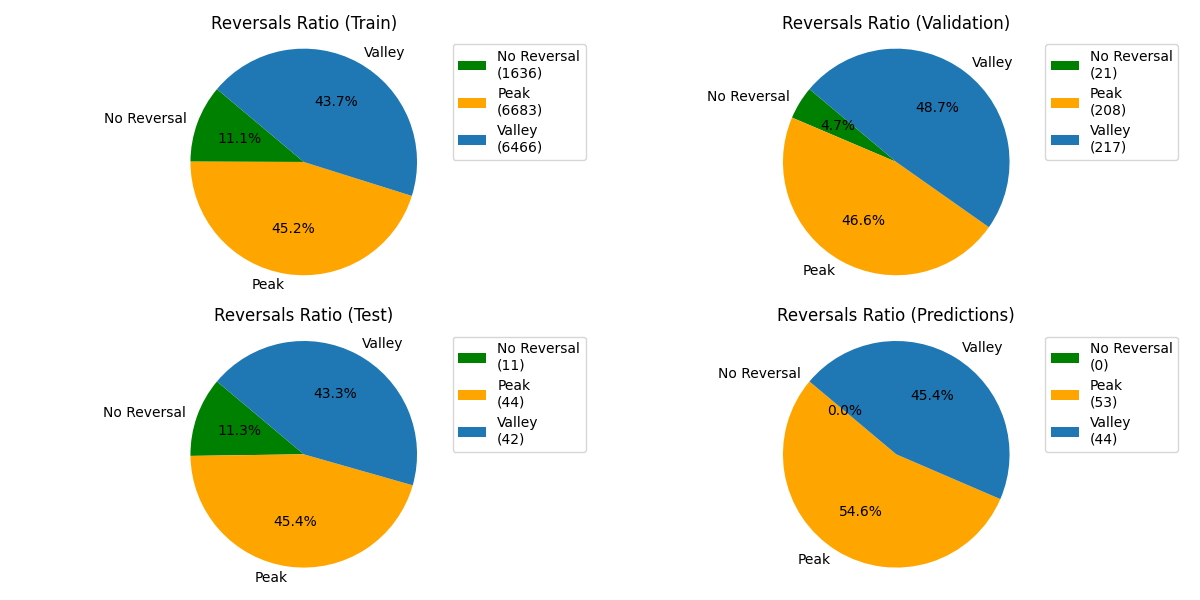 Reversals Ratio (Train)
Valley
No Reversal
Peak
43.7%
11.1%
45.2%
No Reversal
(1636)
Peak
(6683)
Valley
(6466)
Reversals Ratio (Validation)
Valley
No Reversal
Peak
48.7%
4.7%
46.6%
No Reversal
(21)
Peak
(208)
Valley
(217)
Reversals Ratio (Test)
Valley
No Reversal
Peak
43.3%
11.3%
45.4%
No Reversal
(11)
Peak
(44)
Valley
(42)
Reversals Ratio (Predictions)
Valley
No Reversal
Peak
45.4%
0.0%
54.6%
No Reversal
(0)
Peak
(53)
Valley
(44)